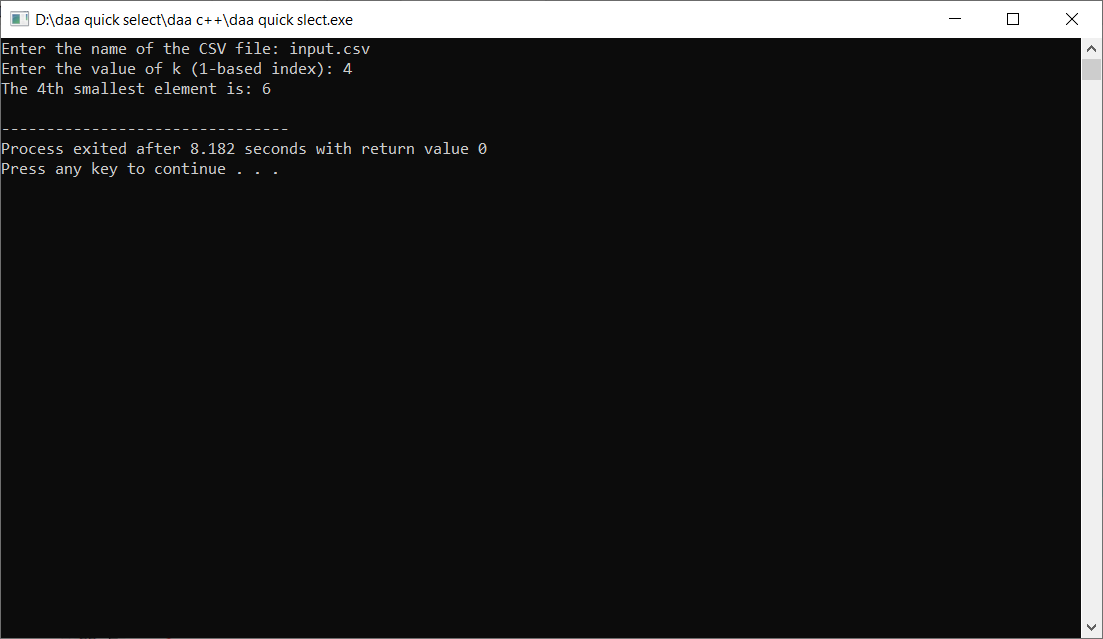 D:\daa quick select\daa c++\daa quick slect.exe
Enter the name of the CSV file: input.csv
Enter the value of k (1-based index): 4
The 4th smallest element is: 6
--------------------------------
Process exited after 8.182 seconds with return value 0
Press any key to continue . . .